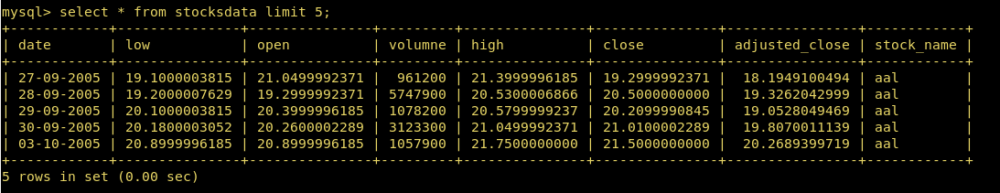 mysql> select * from stocksdata limit 5;
+------------+---------------+---------------+---------+---------------+---------------+----------------+------------+
| date       | low           | open          | volumne | high          | close         | adjusted_close | stock_name |
+------------+---------------+---------------+---------+---------------+---------------+----------------+------------+
| 27-09-2005 | 19.1000003815 | 21.0499992371 |  961200 | 21.3999996185 | 19.2999992371 |  18.1949100494 | aal        |
| 28-09-2005 | 19.2000007629 | 19.2999992371 | 5747900 | 20.5300006866 | 20.5000000000 |  19.3262042999 | aal        |
| 29-09-2005 | 20.1000003815 | 20.3999996185 | 1078200 | 20.5799999237 | 20.2099990845 |  19.0528049469 | aal        |
| 30-09-2005 | 20.1800003052 | 20.2600002289 | 3123300 | 21.0499992371 | 21.0100002289 |  19.8070011139 | aal        |
| 03-10-2005 | 20.8999996185 | 20.8999996185 | 1057900 | 21.7500000000 | 21.5000000000 |  20.2689399719 | aal        |
+------------+---------------+---------------+---------+---------------+---------------+----------------+------------+
5 rows in set (0.00 sec)